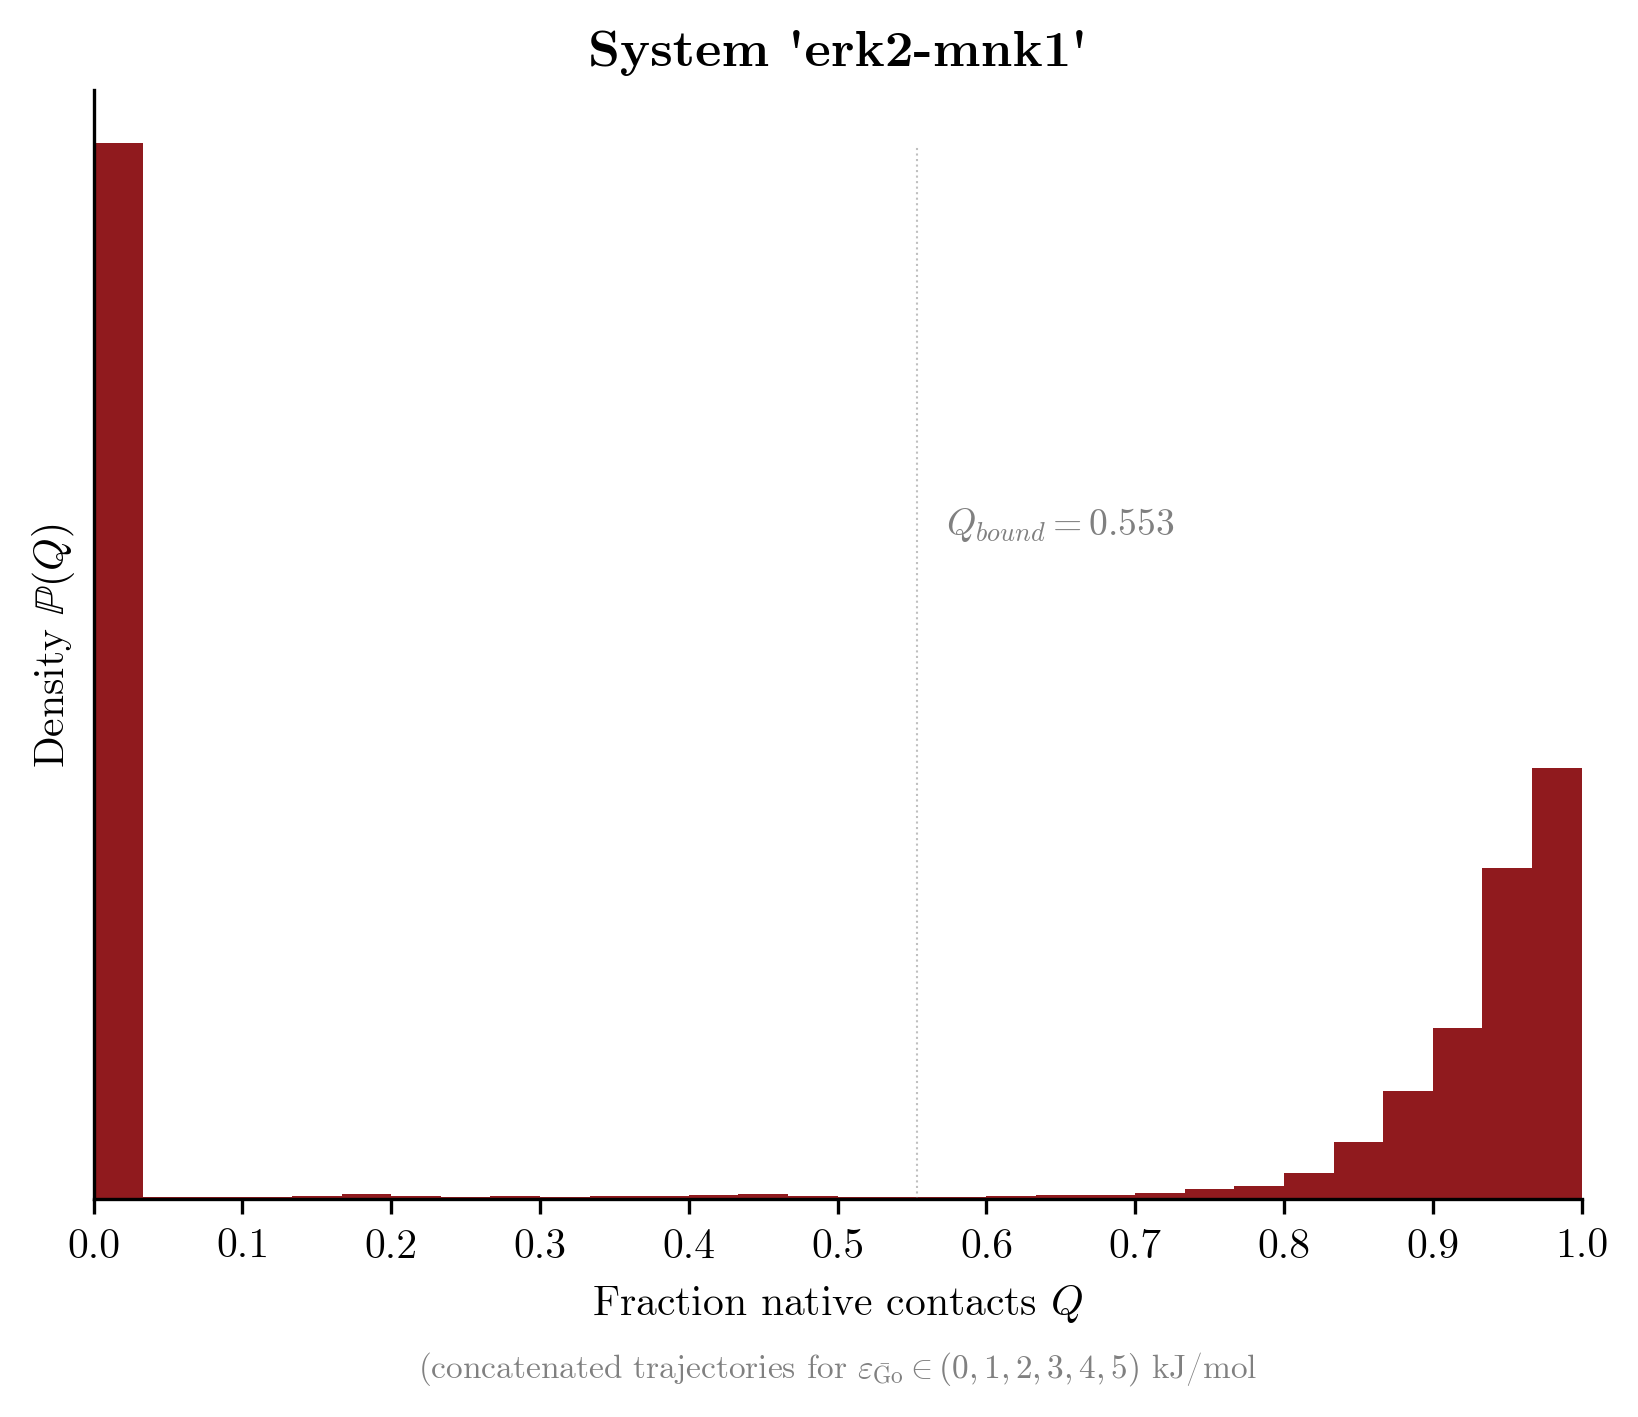 System 'erk2-mnk1'
Density ℙ(Q)
Q_bound = 0.553
0.0 0.1 0.2 0.3 0.4 0.5 0.6 0.7 0.8 0.9 1.0
Fraction native contacts Q
(concatenated trajectories for ε_Ḡo ∈ (0, 1, 2, 3, 4, 5) kJ/mol